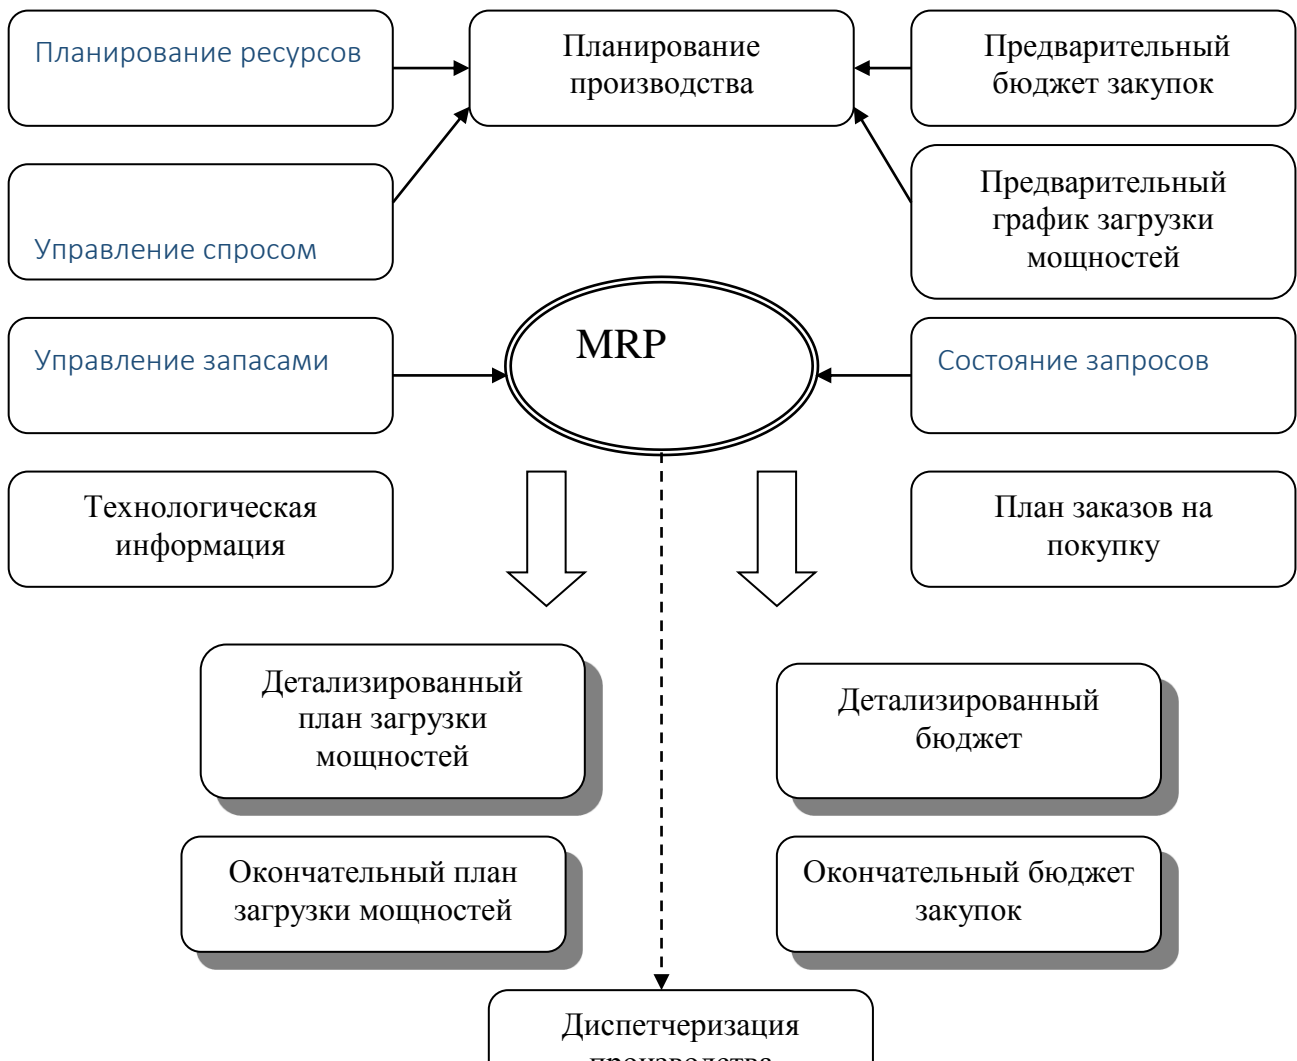 Планирование ресурсов
Планирование
производства
Предварительный
бюджет закупок
Управление спросом
Предварительный
график загрузки
мощностей
Управление запасами
MRP
Состояние запросов
Технологическая
информация
План заказов на
покупку
Детализированный
план загрузки
мощностей
Детализированный
бюджет
Окончательный план
загрузки мощностей
Окончательный бюджет
закупок
Диспетчеризация
производства